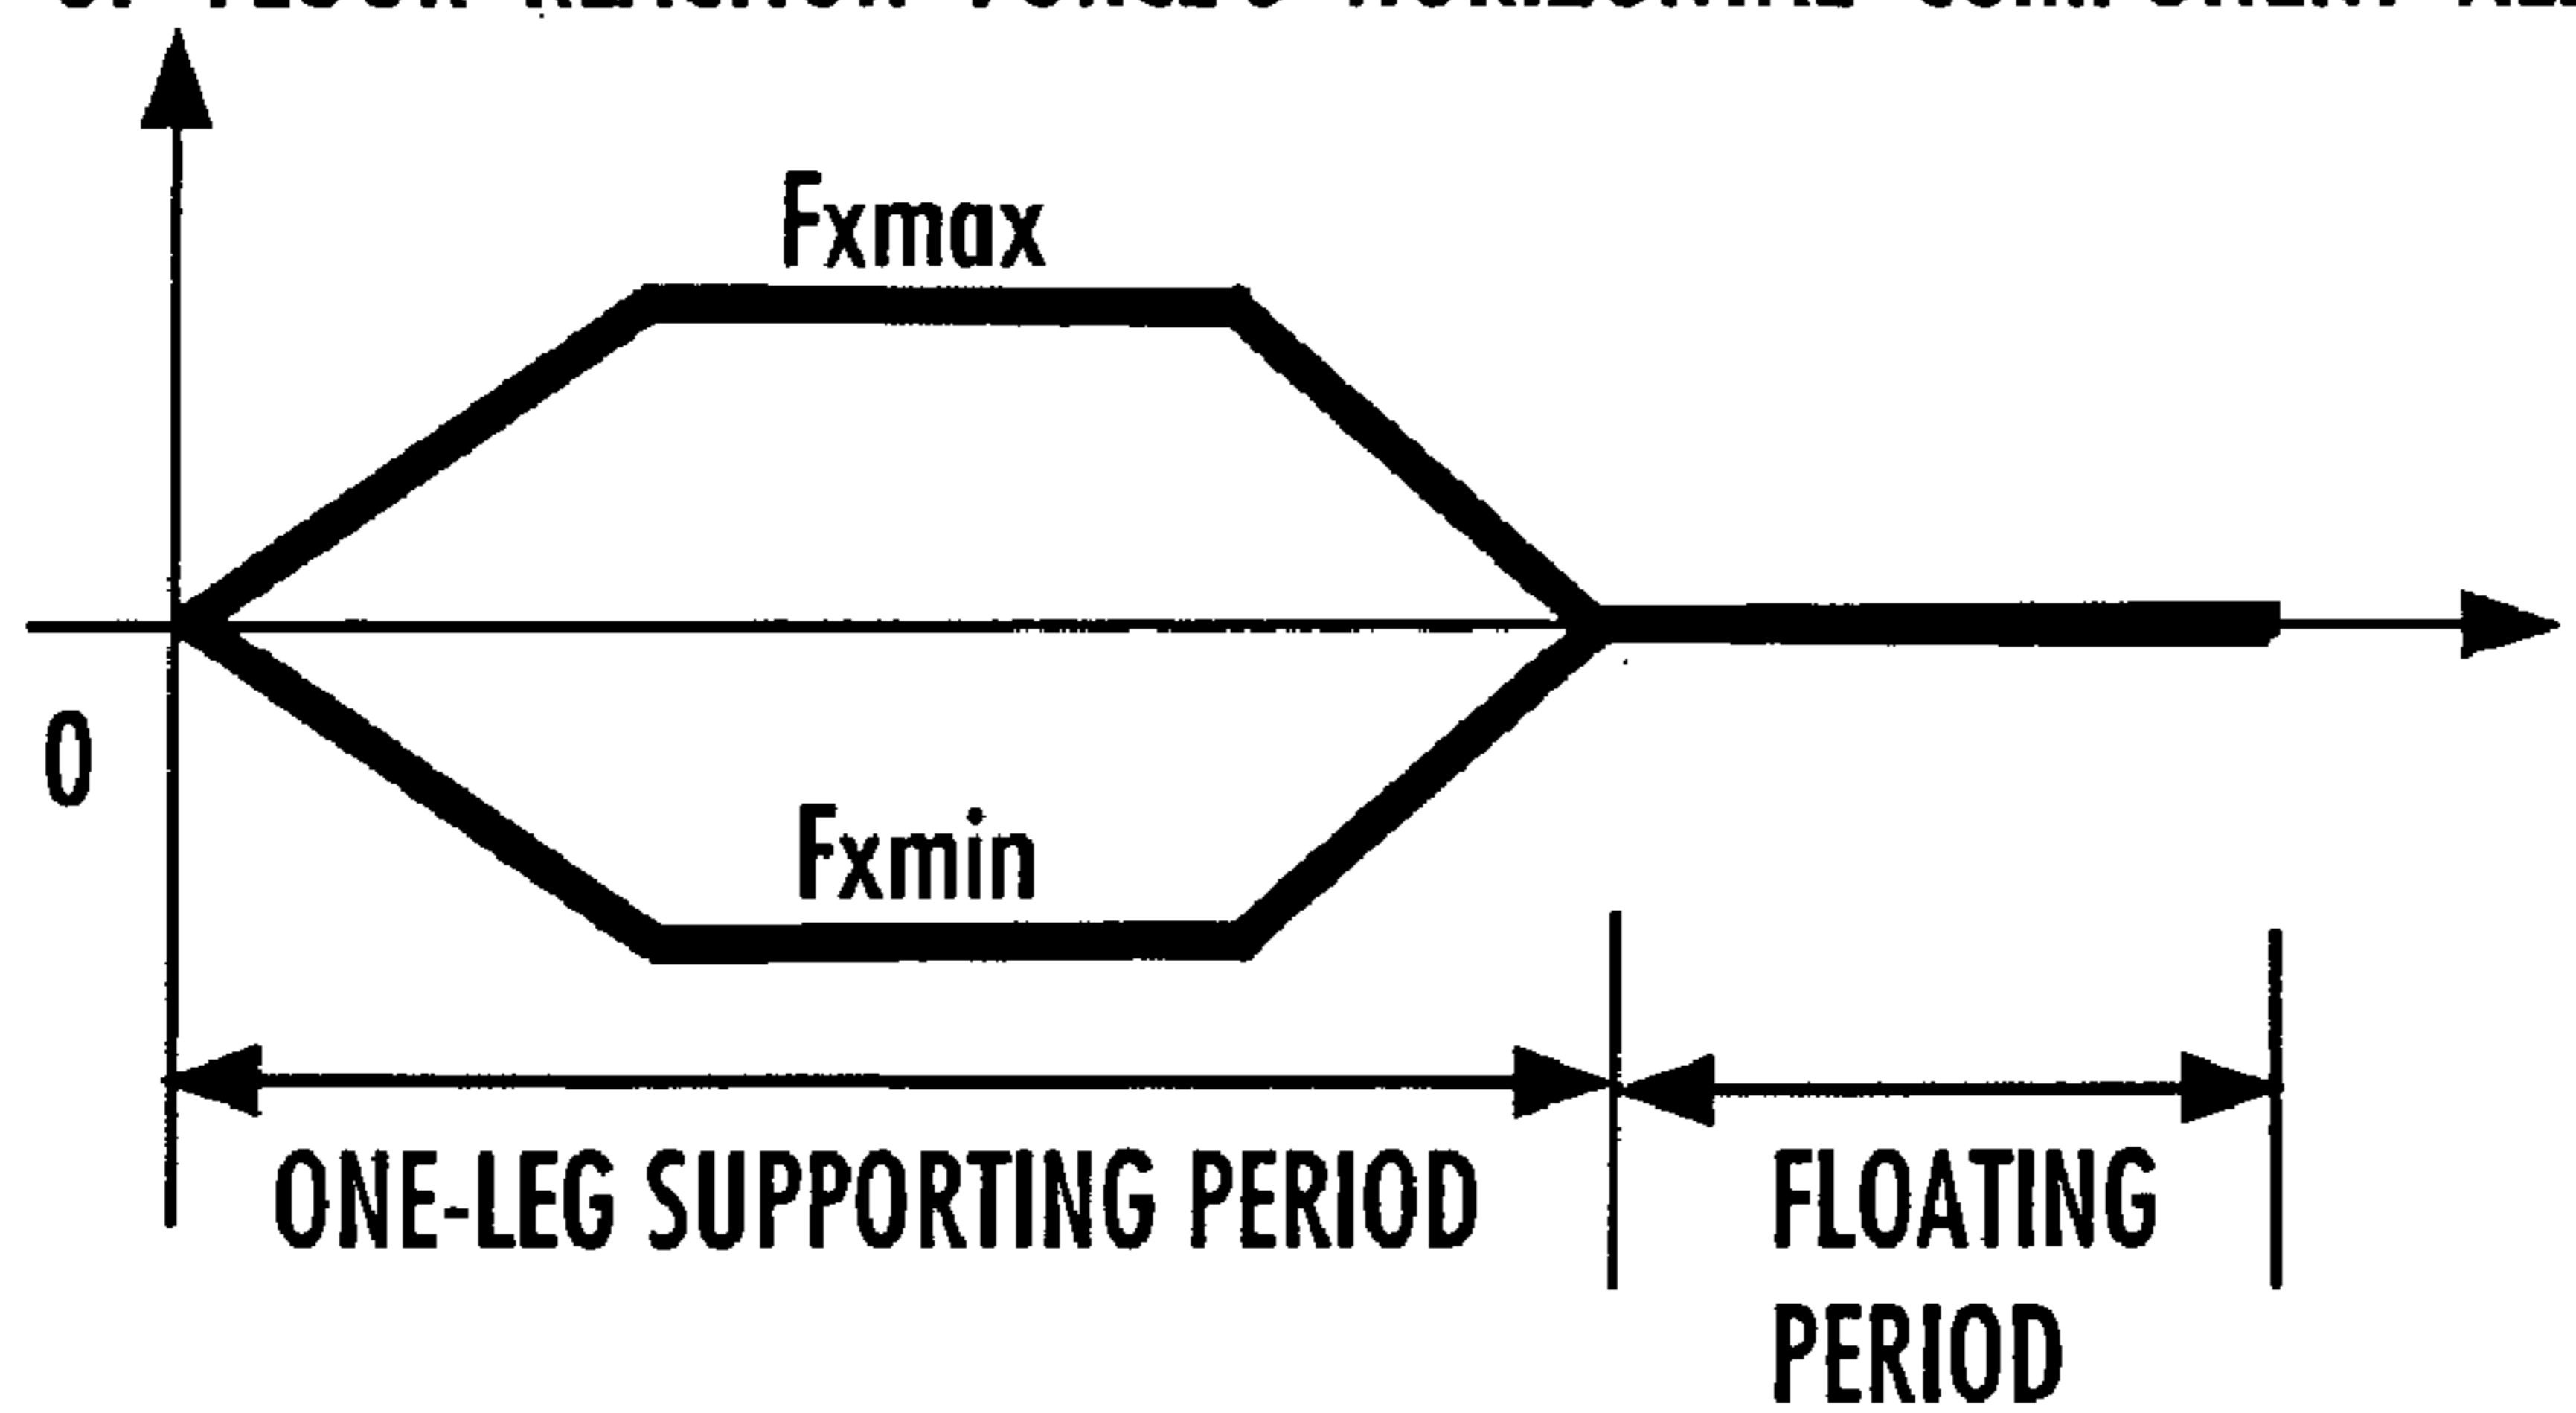 Fxmax
0
Fxmin
ONE-LEG SUPPORTING PERIOD
FLOATING
PERIOD